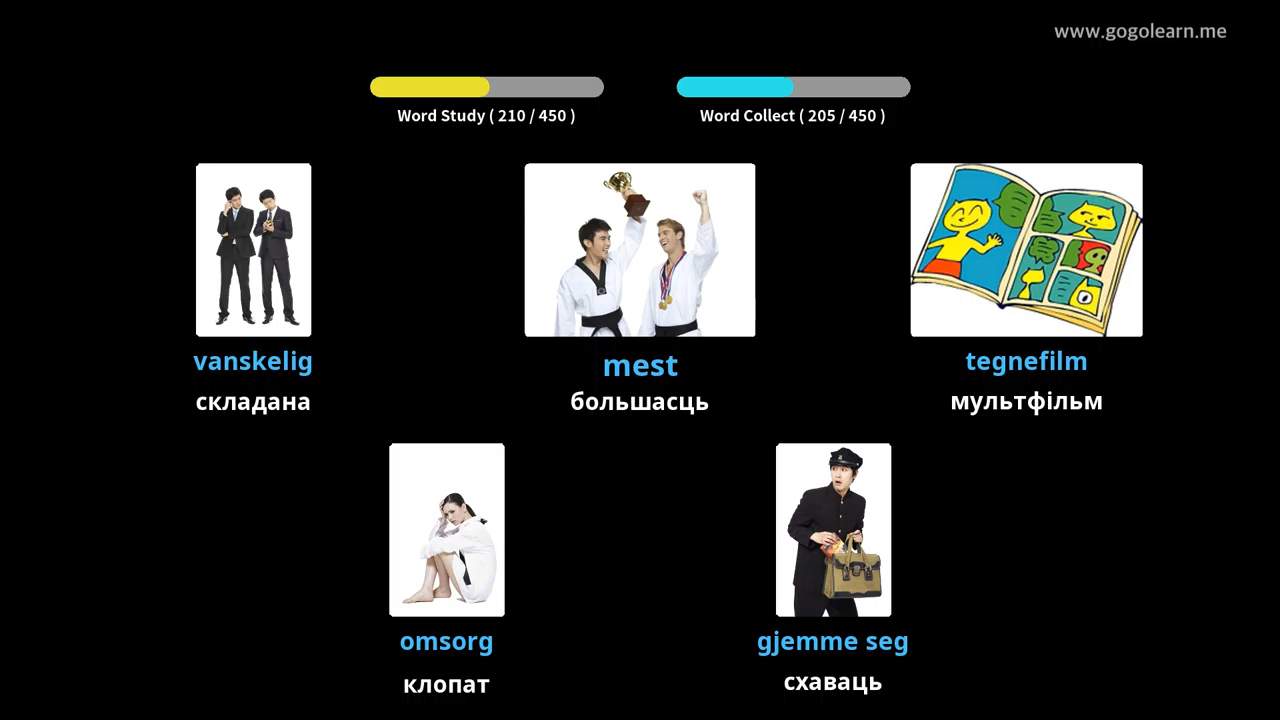 www.gogolearn.me
Word Study ( 210 / 450 )
Word Collect ( 205 / 450 )
vanskelig
складана
mest
большасць
tegnefilm
мультфільм
omsorg
клопат
gjemme seg
схаваць